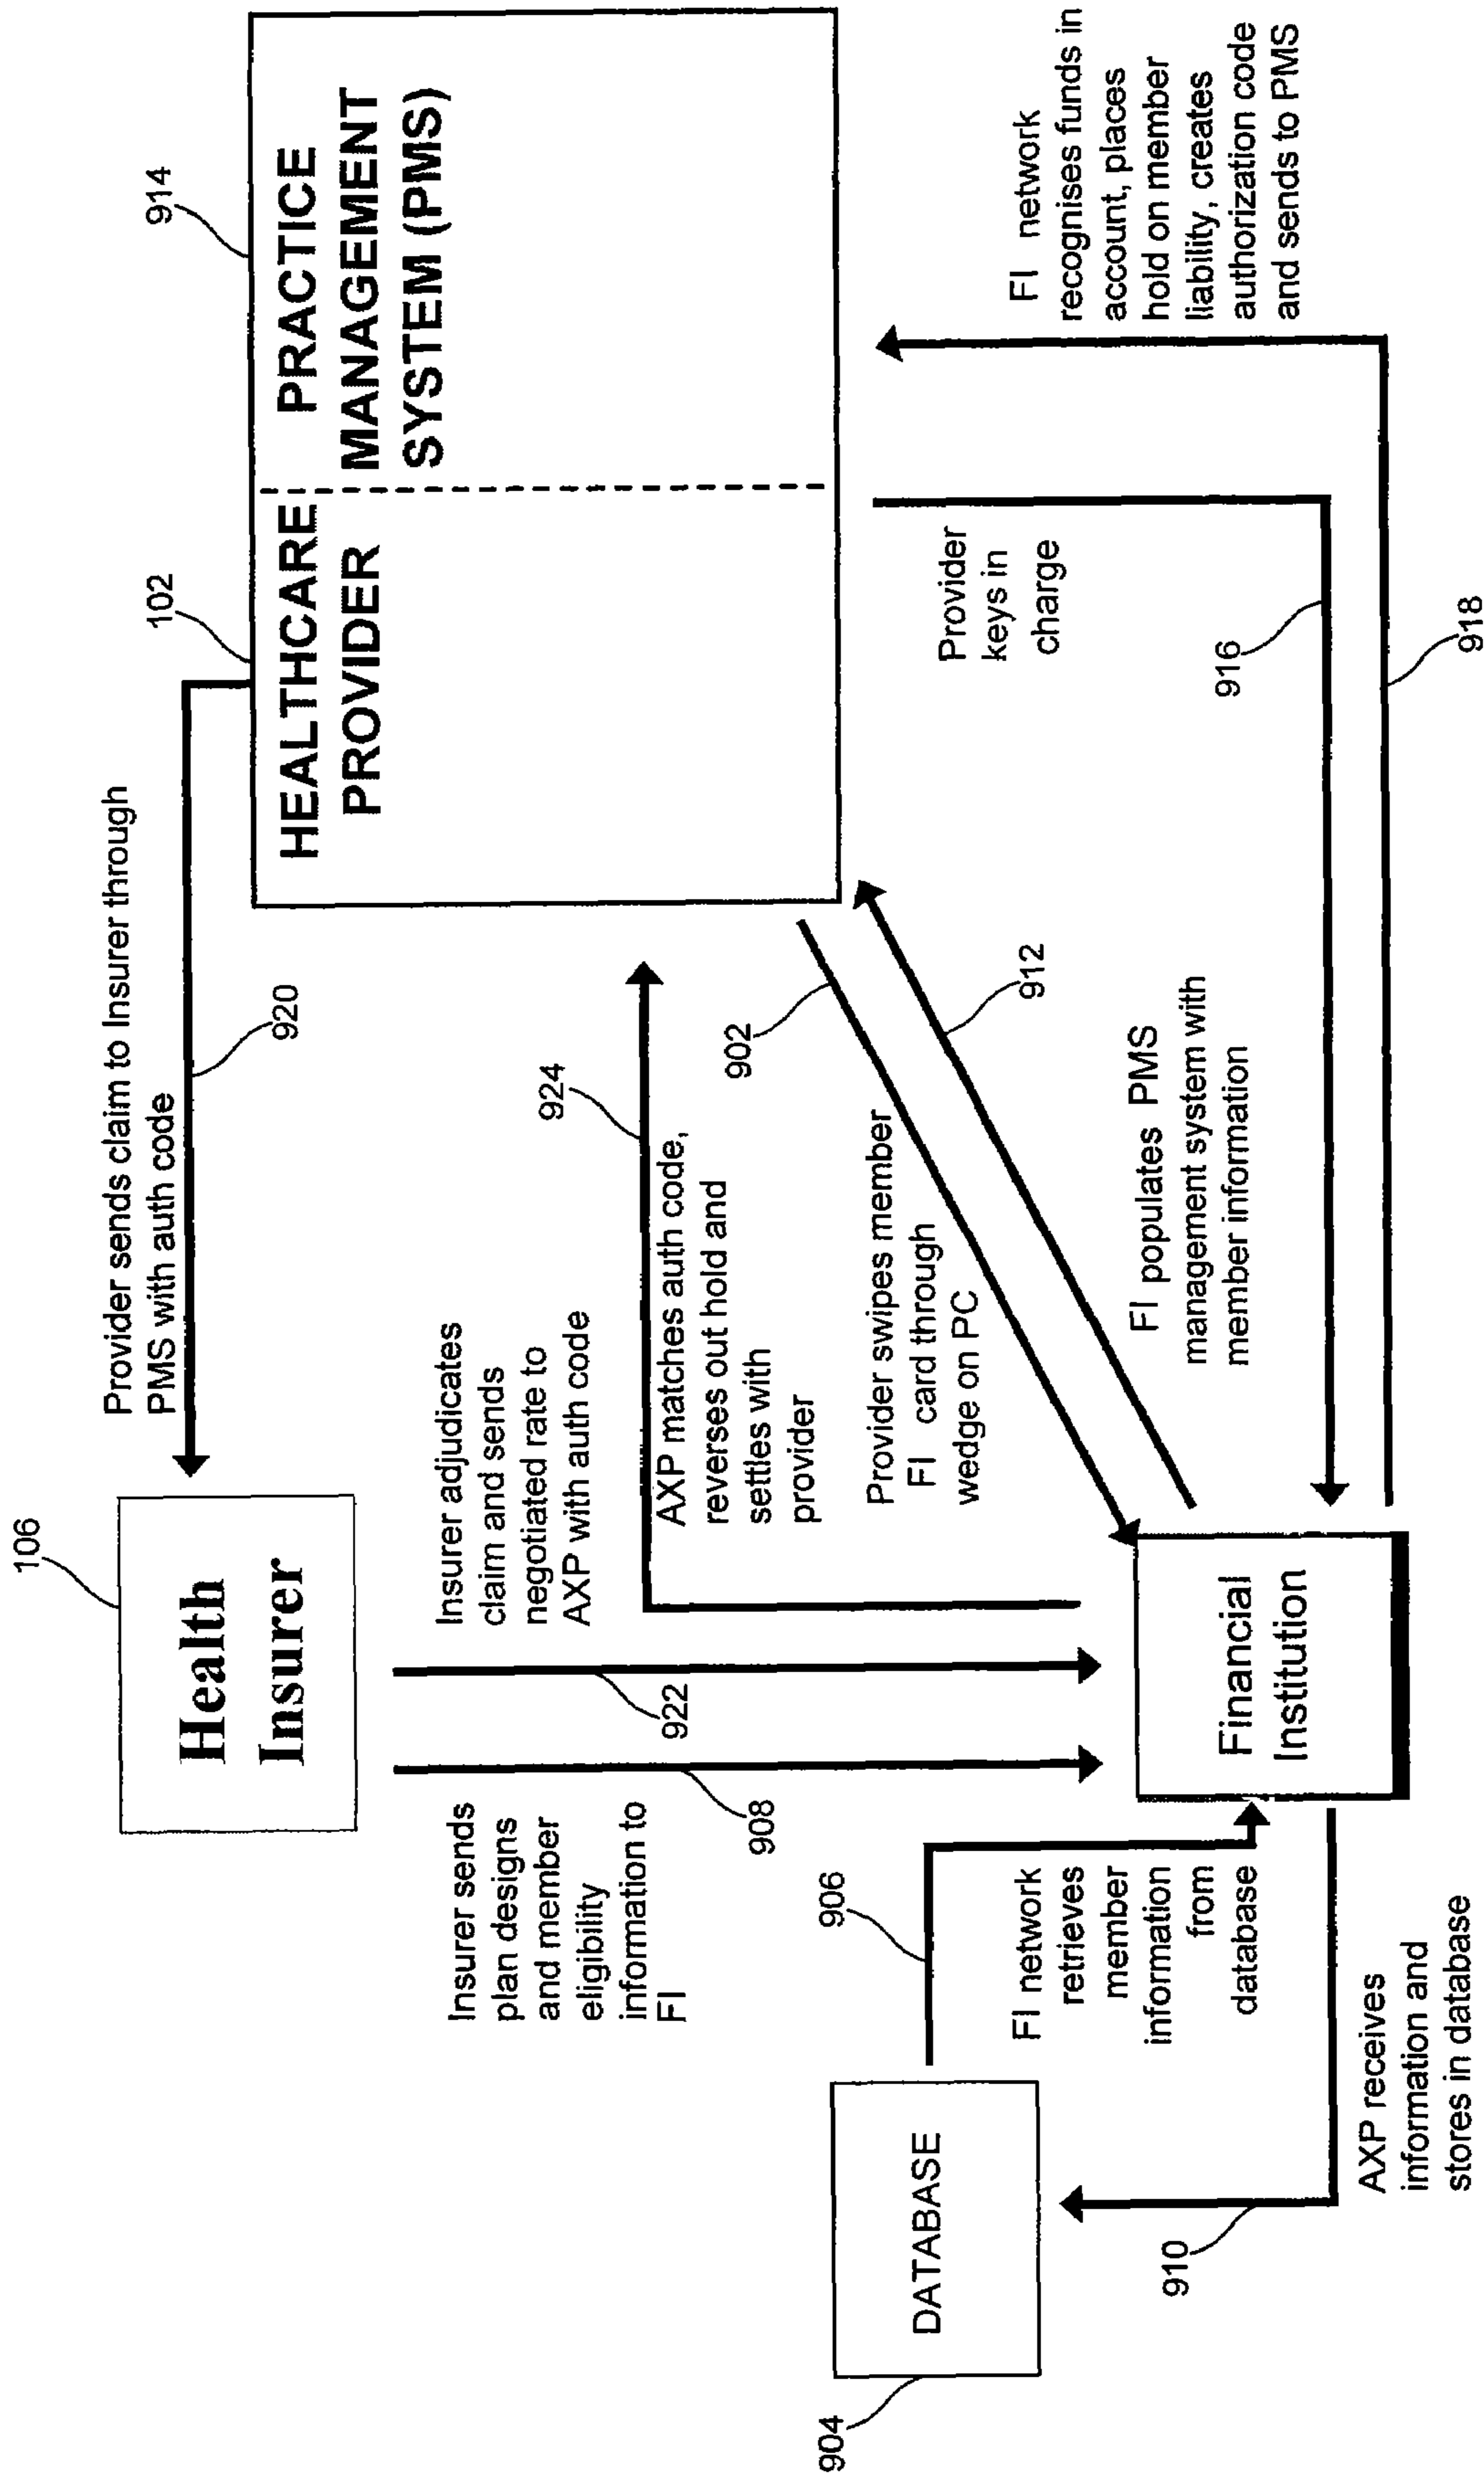 106
Health
Insurer
Provider sends claim to Insurer through
PMS with auth code
920
102
914
HEALTHCARE
PROVIDER
PRACTICE
MANAGEMENT
SYSTEM (PMS)
Insurer sends
plan designs
and member
eligibility
information to
FI
908
922
Insurer adjudicates
claim and sends
negotiated rate to
AXP with auth code
924
AXP matches auth code,
reverses out hold and
settles with
provider
902
Provider swipes member
FI card through
wedge on PC
912
FI populates PMS
management system with
member information
Provider
keys in
charge
916
FI network
recognises funds in
account, places
hold on member
liability, creates
authorization code
and sends to PMS
918
904
DATABASE
906
FI network
retrieves
member
information
from
database
Financial
Institution
910
AXP receives
information and
stores in database